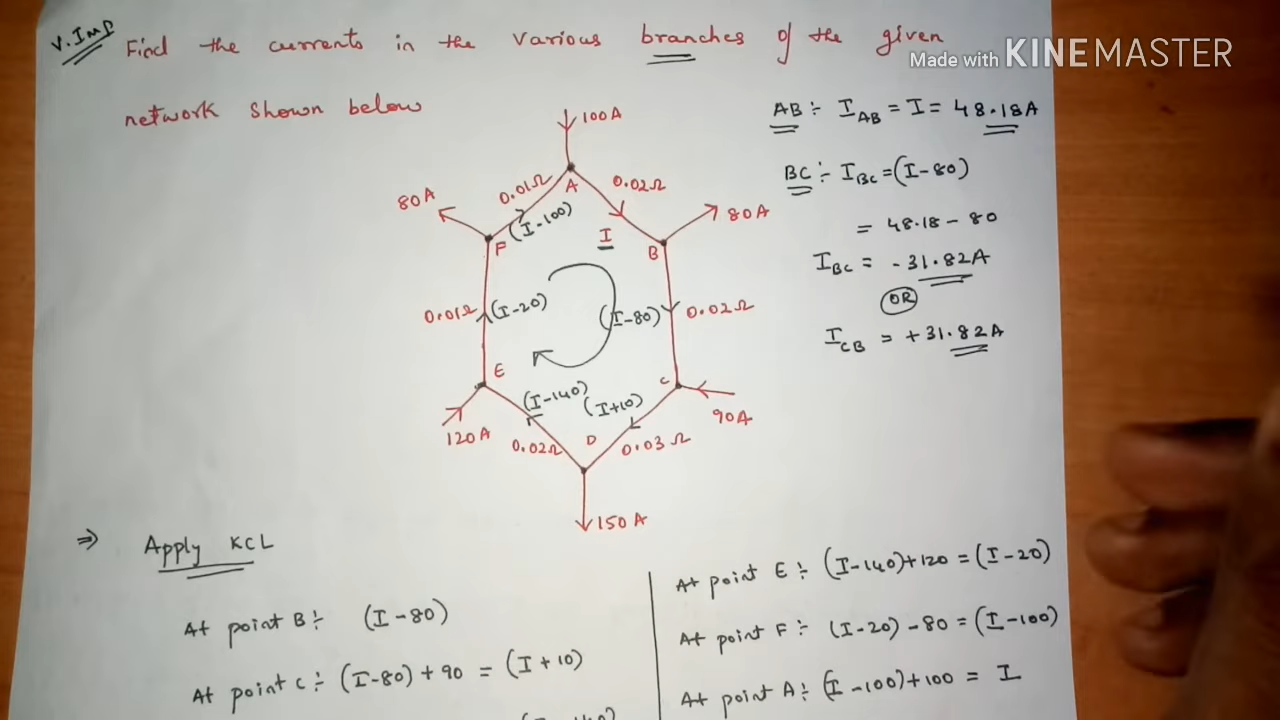 V.Imp
Find the currents in the various branches of the given
Made with KINEMASTER
network shown below
100A
AB :- I_AB = I = 48.18A
0.01Ω
A
0.02Ω
BC :- I_BC = (I-80)
80A
80A
(I-100)
= 48.18 - 80
F
I
B
I_BC = -31.82A
OR
0.01Ω
(I-20)
(I-80)
0.02Ω
I_CB = +31.82A
E
C
(I-140)
(I+10)
90A
120A
0.02Ω
D
0.03Ω
150A
⇒ Apply KCL
At point B :- (I-80)
At point C :- (I-80)+90 = (I+10)
At point E :- (I-140)+120 = (I-20)
At point F :- (I-20)-80 = (I-100)
At point A :- (I-100)+100 = I